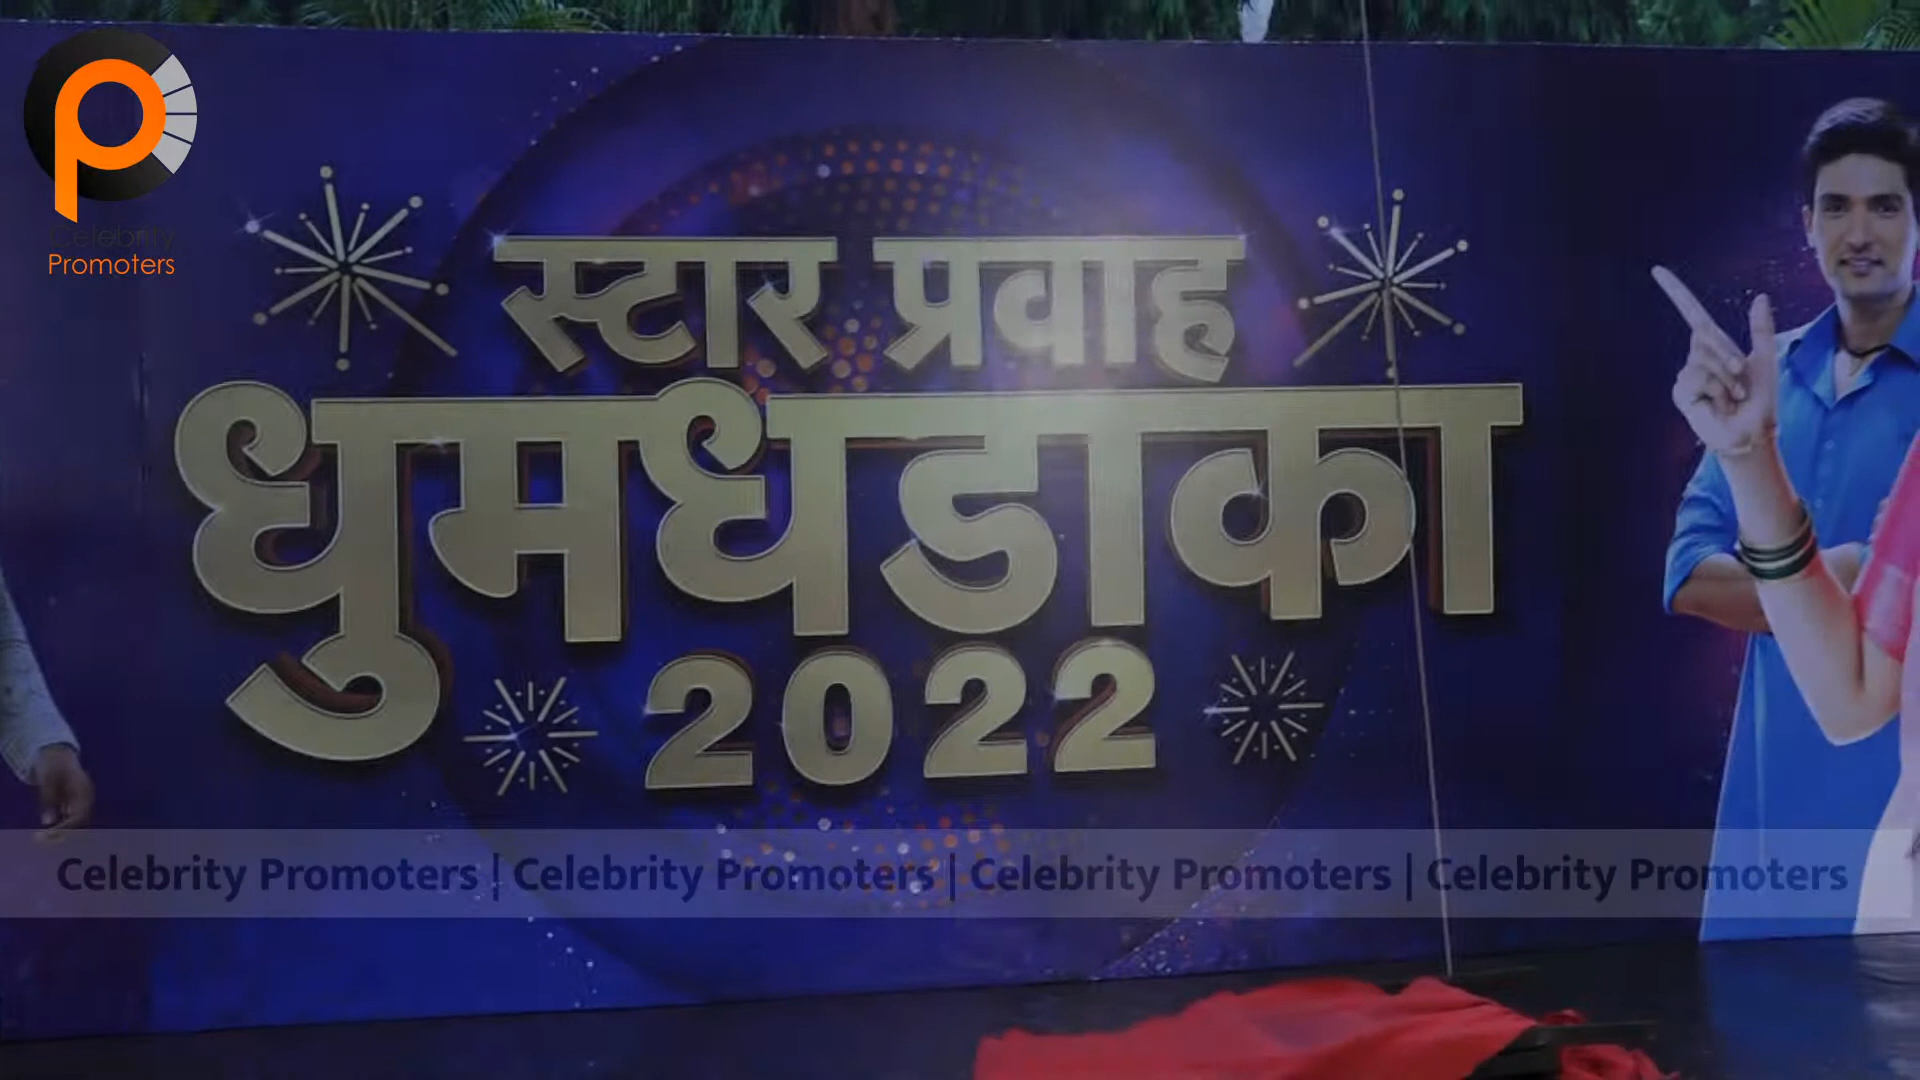 Celebrity
Promoters
स्टार प्रवाह
धुमधडाका
2022
Celebrity Promoters | Celebrity Promoters | Celebrity Promoters | Celebrity Promoters